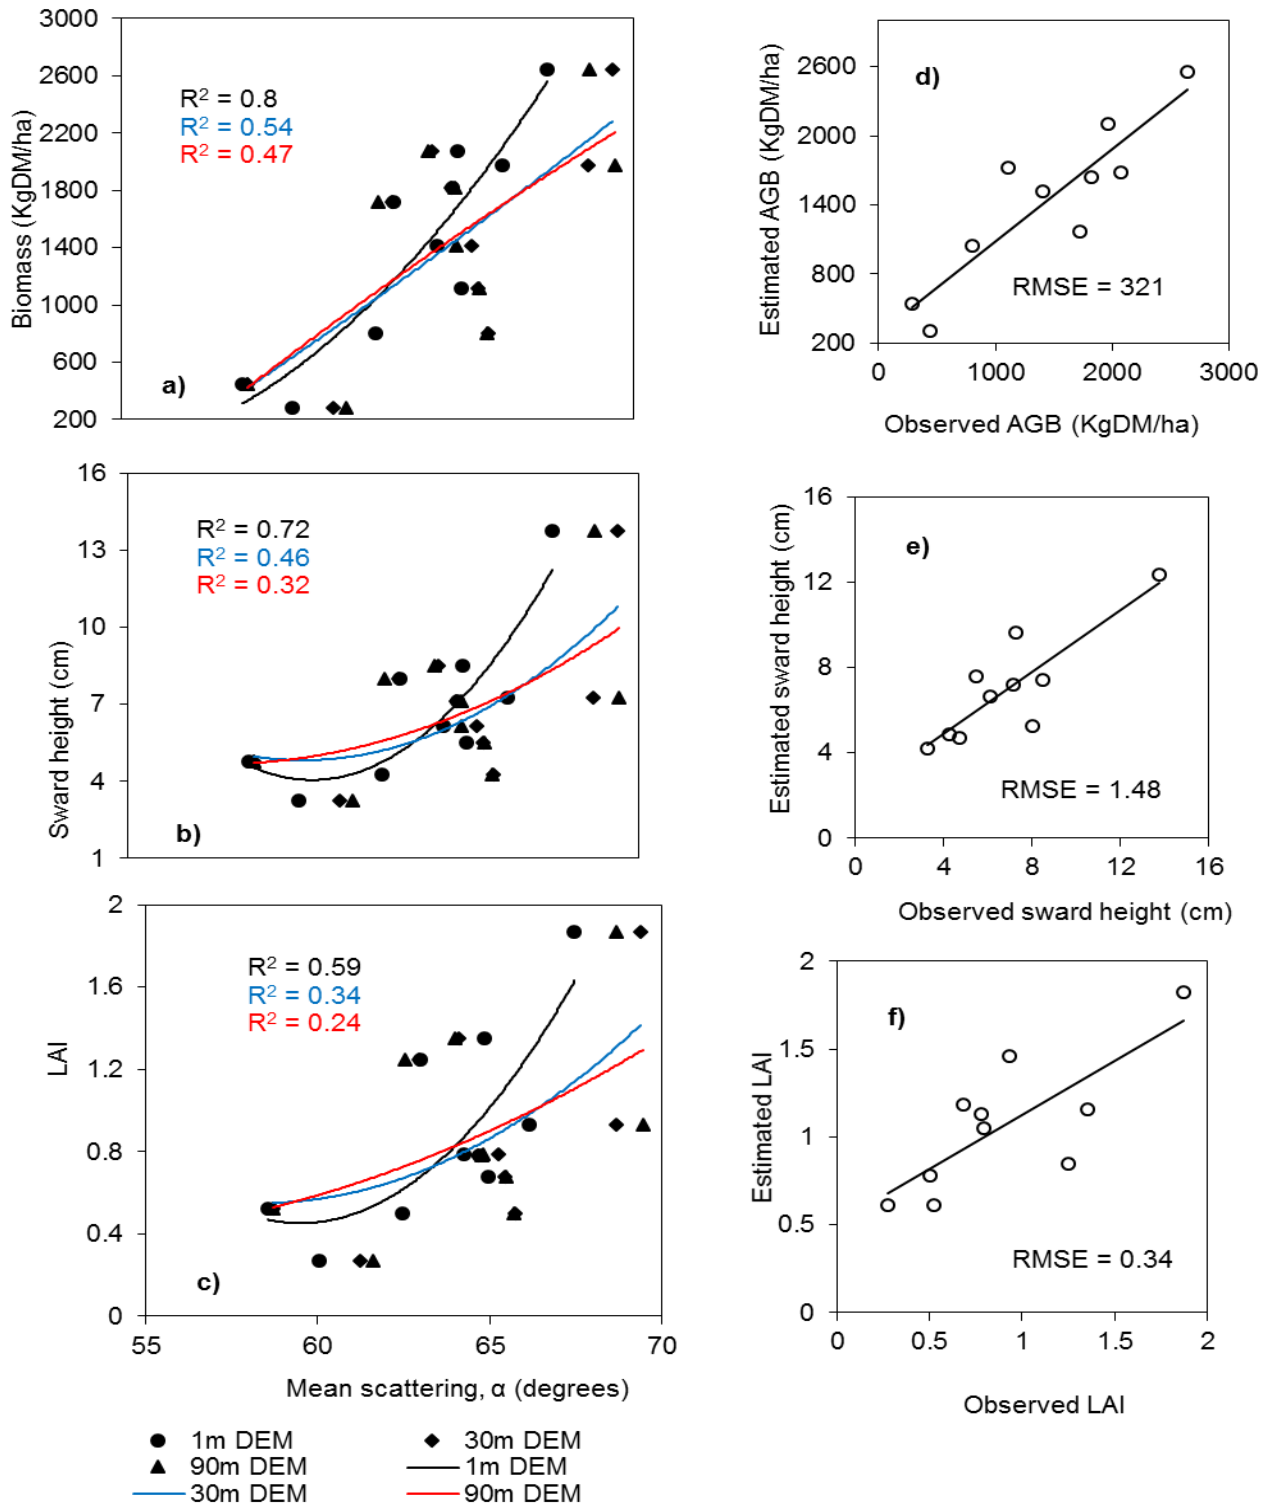 3000
2600
2200
1800
1400
1000
600
200
Biomass (KgDM/ha)
R² = 0.8
R² = 0.54
R² = 0.47
a)
2600
2000
1400
800
200
Estimated AGB (KgDM/ha)
d)
RMSE = 321
0 1000 2000 3000
Observed AGB (KgDM/ha)
16
13
10
7
4
1
Sward height (cm)
R² = 0.72
R² = 0.46
R² = 0.32
b)
16
12
8
4
0
Estimated sward height (cm)
e)
RMSE = 1.48
0 4 8 12 16
Observed sward height (cm)
2
1.6
1.2
0.8
0.4
0
LAI
R² = 0.59
R² = 0.34
R² = 0.24
c)
55 60 65 70
Mean scattering, α (degrees)
2
1.5
1
0.5
0
Estimated LAI
f)
RMSE = 0.34
0 0.5 1 1.5 2
Observed LAI
1m DEM 30m DEM
90m DEM 1m DEM
30m DEM 90m DEM